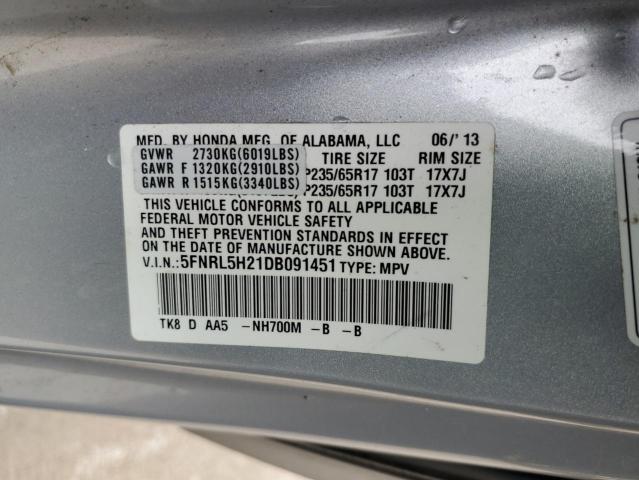 MFD. BY HONDA MFG. OF ALABAMA, LLC 06/'13
GVWR 2730KG(6019LBS) TIRE SIZE RIM SIZE
GAWR F 1320KG(2910LBS) P235/65R17 103T 17X7J
GAWR R 1515KG(3340LBS) P235/65R17 103T 17X7J
THIS VEHICLE CONFORMS TO ALL APPLICABLE
FEDERAL MOTOR VEHICLE SAFETY
AND THEFT PREVENTION STANDARDS IN EFFECT
ON THE DATE OF MANUFACTURE SHOWN ABOVE.
V.I.N.:5FNRL5H21DB091451 TYPE: MPV
TK8 D AA5 -NH700M -B -B